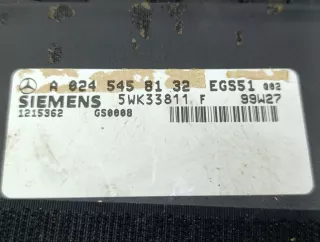 A 024 545 81 32 EGS51 002
SIEMENS 5WK33811 F 99W27
1215362 GS0008